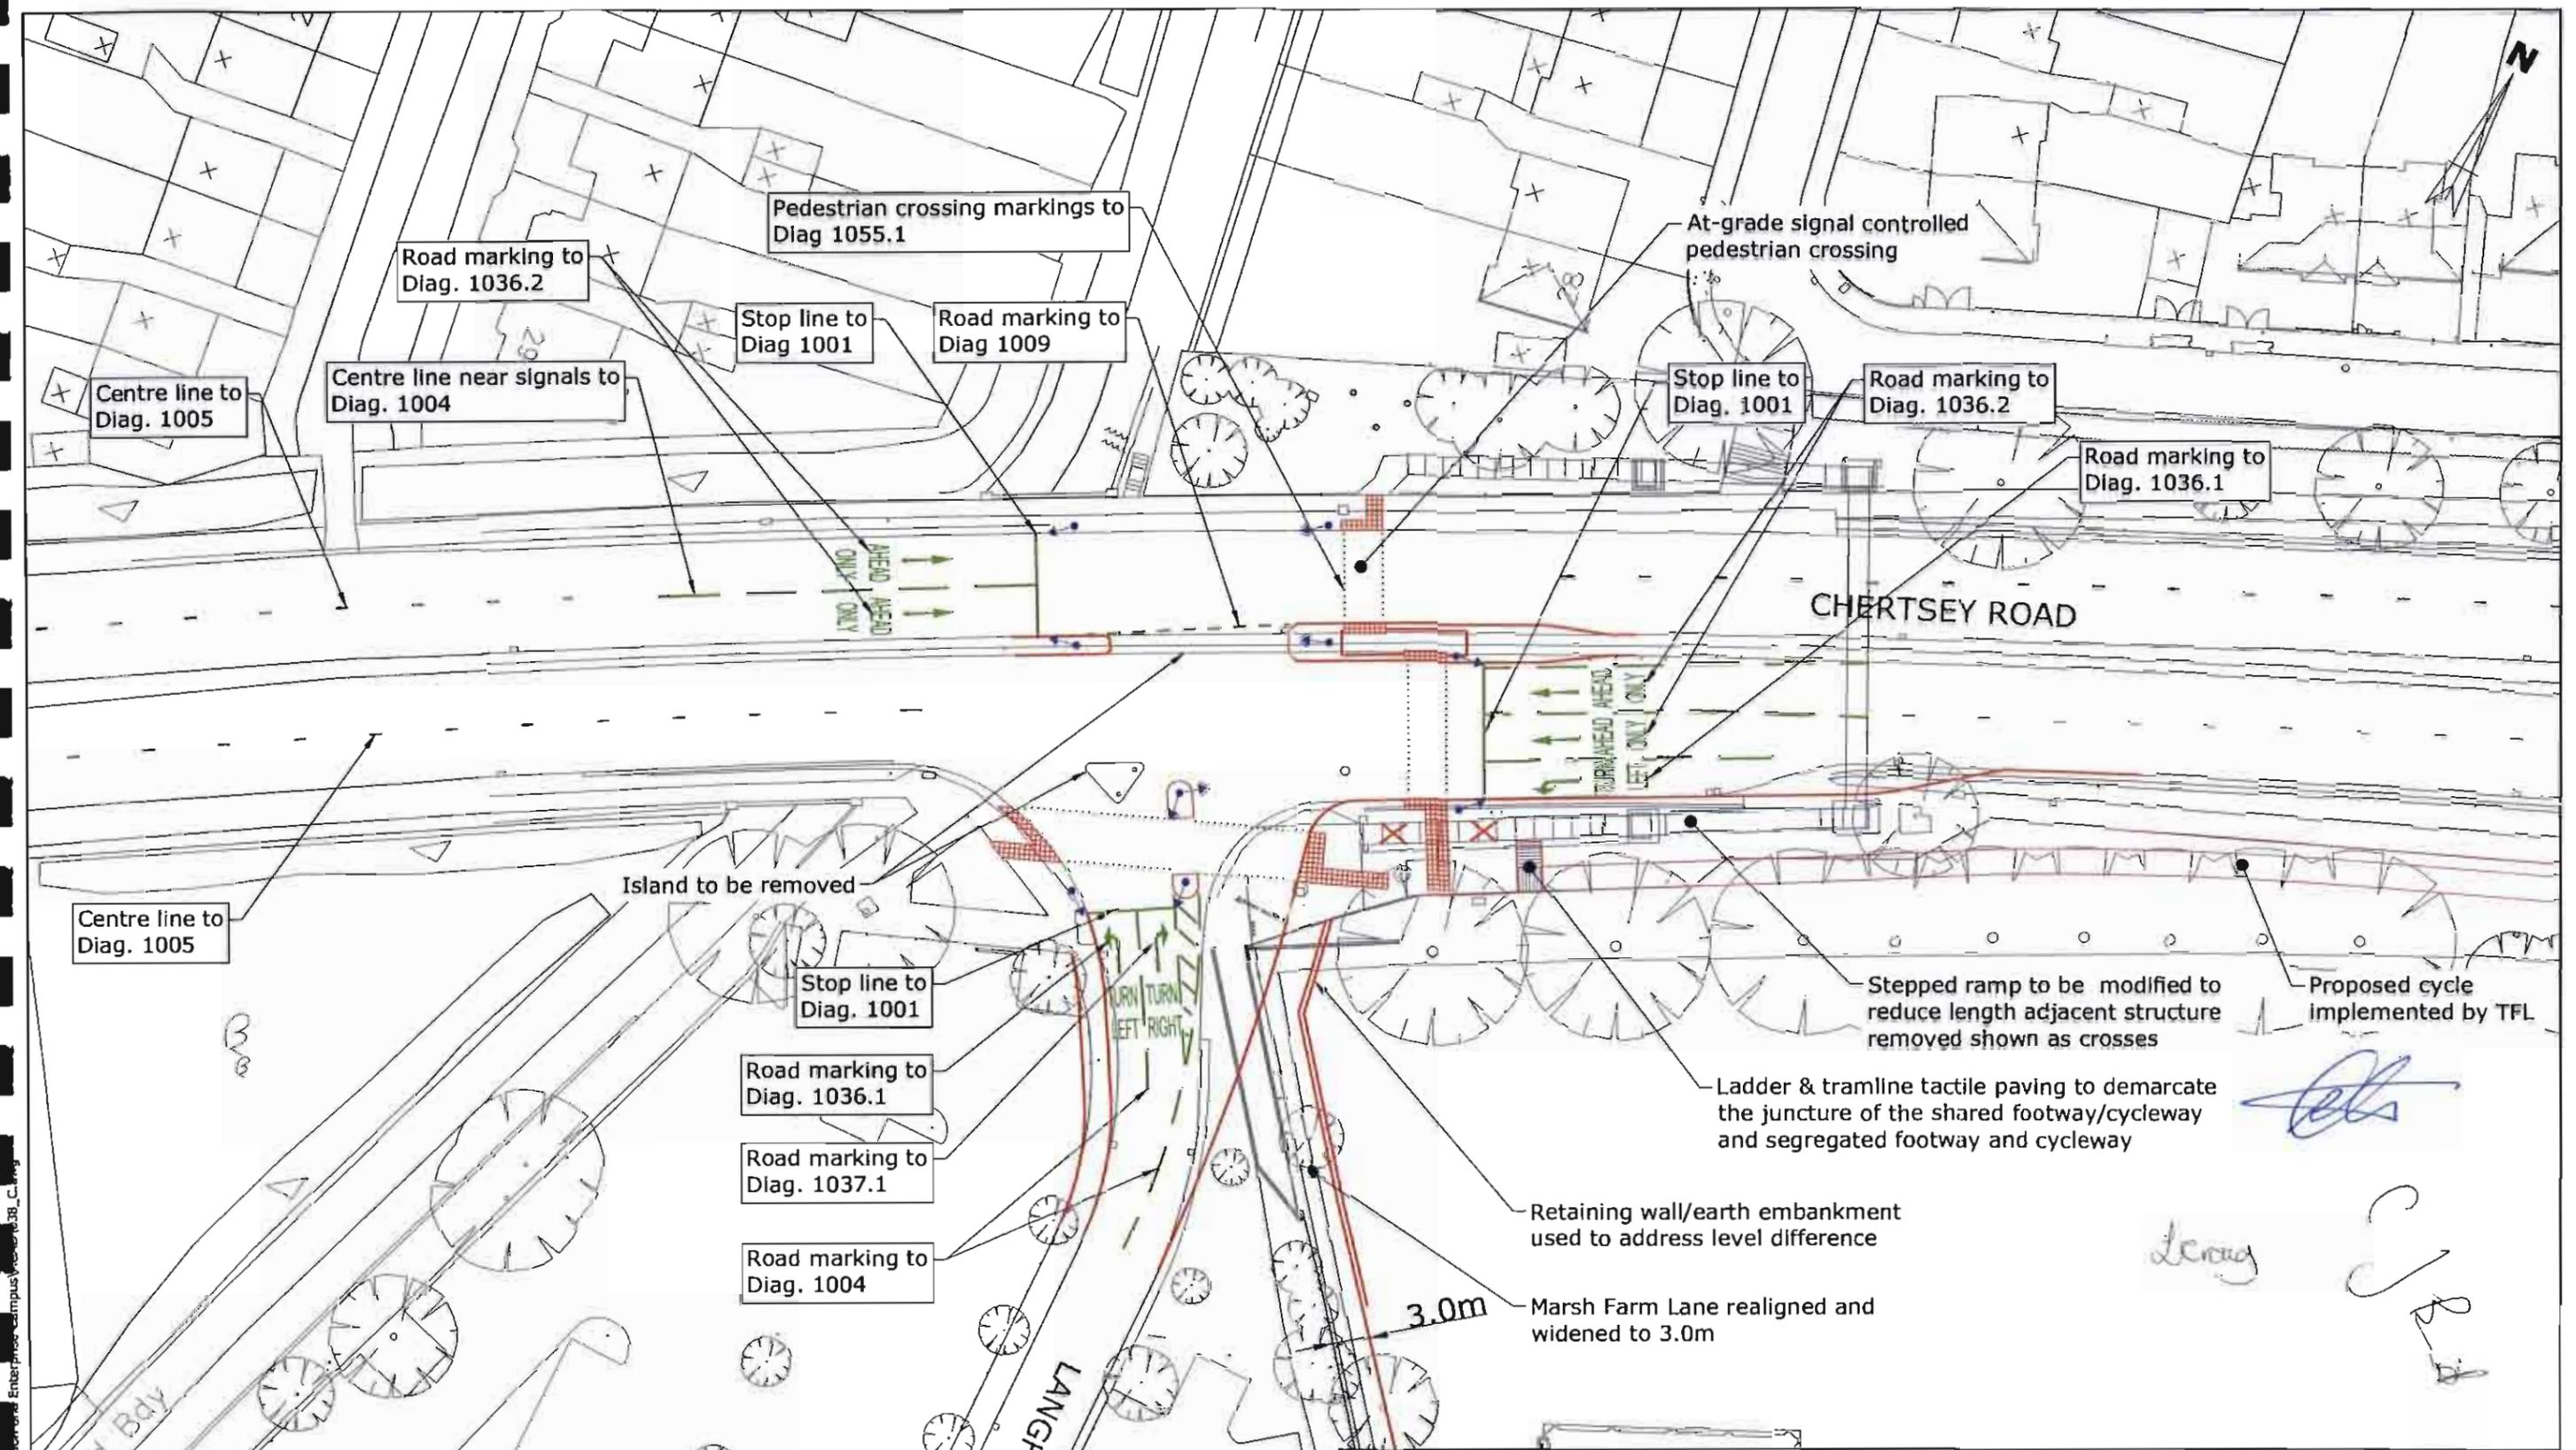 N
Pedestrian crossing markings to
Diag 1055.1
At-grade signal controlled
pedestrian crossing
Road marking to
Diag. 1036.2
Stop line to
Diag 1001
Road marking to
Diag 1009
Centre line near signals to
Diag. 1004
Centre line to
Diag. 1005
Stop line to
Diag. 1001
Road marking to
Diag. 1036.2
Road marking to
Diag. 1036.1
29
AHEAD
ONLY
AHEAD
ONLY
CHERTSEY ROAD
AHEAD
ONLY
AHEAD
ONLY
TURN
LEFT
Island to be removed
Centre line to
Diag. 1005
Stop line to
Diag. 1001
TURN
LEFT
TURN
RIGHT
Road marking to
Diag. 1036.1
Road marking to
Diag. 1037.1
Road marking to
Diag. 1004
Stepped ramp to be modified to
reduce length adjacent structure
removed shown as crosses
Proposed cycle
implemented by TFL
Ladder & tramline tactile paving to demarcate
the juncture of the shared footway/cycleway
and segregated footway and cycleway
Retaining wall/earth embankment
used to address level difference
3.0m
Marsh Farm Lane realigned and
widened to 3.0m
Bdy